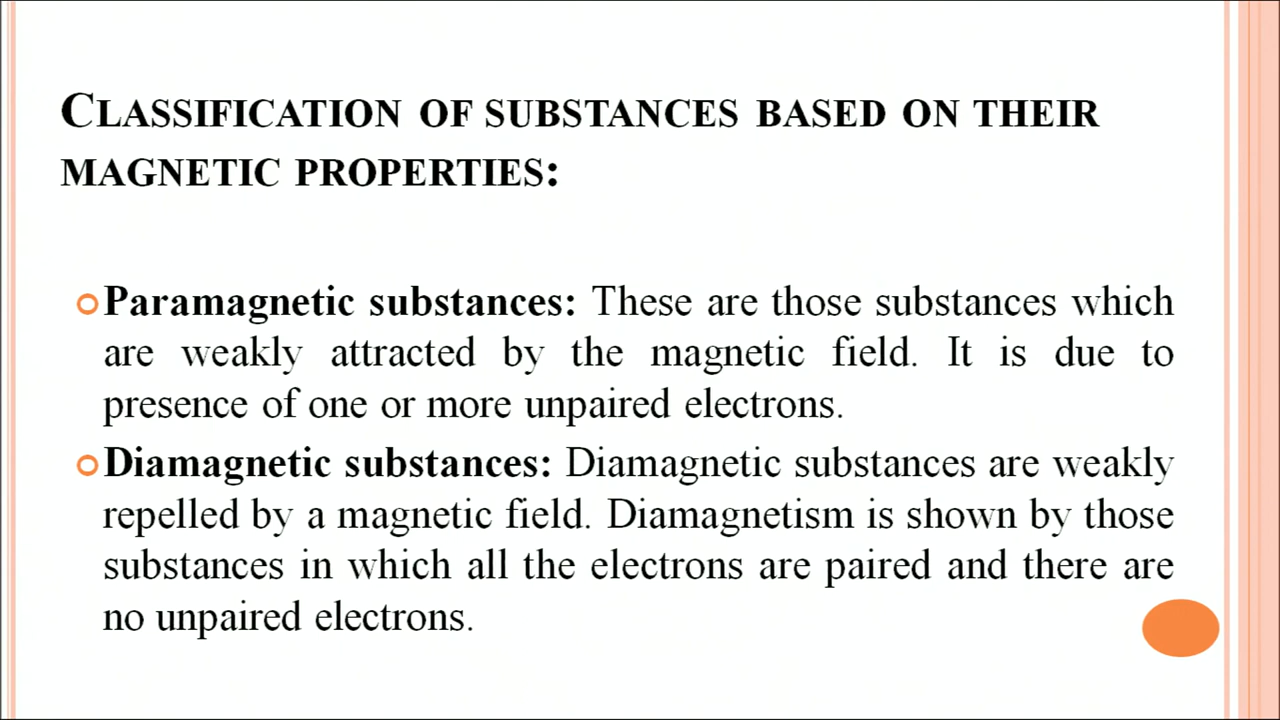 CLASSIFICATION OF SUBSTANCES BASED ON THEIR
MAGNETIC PROPERTIES:
Paramagnetic substances: These are those substances which
are weakly attracted by the magnetic field. It is due to
presence of one or more unpaired electrons.
Diamagnetic substances: Diamagnetic substances are weakly
repelled by a magnetic field. Diamagnetism is shown by those
substances in which all the electrons are paired and there are
no unpaired electrons.